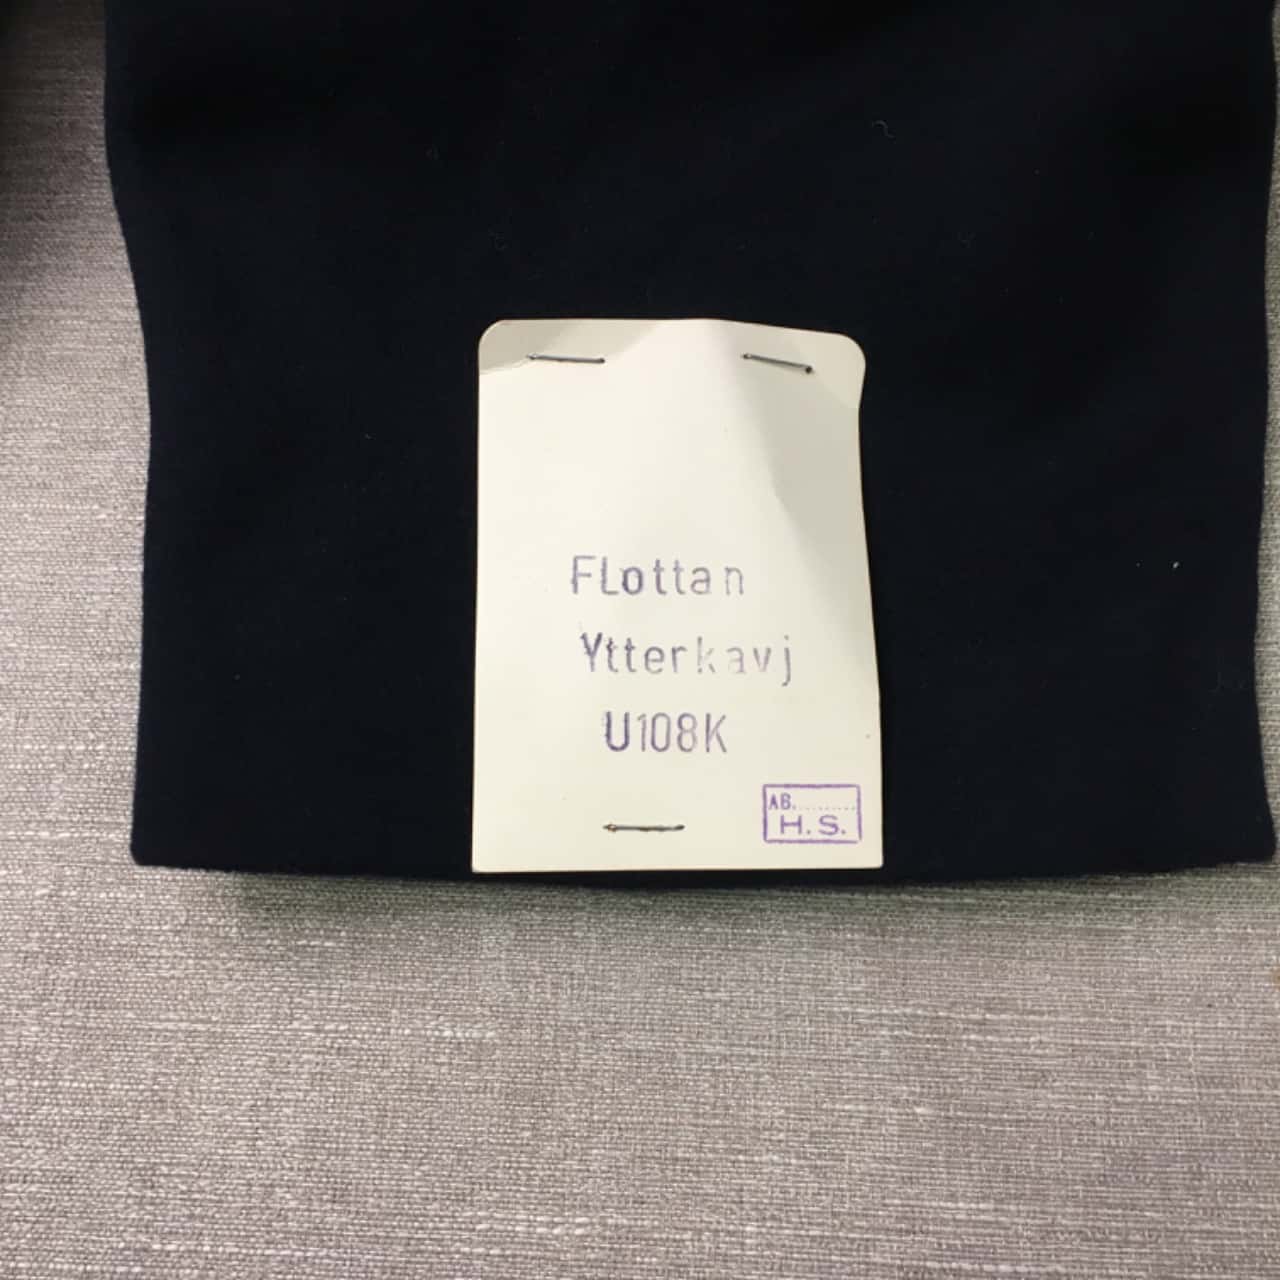 FLottan
Ytterkavj
U108K
AB..........
H.S.